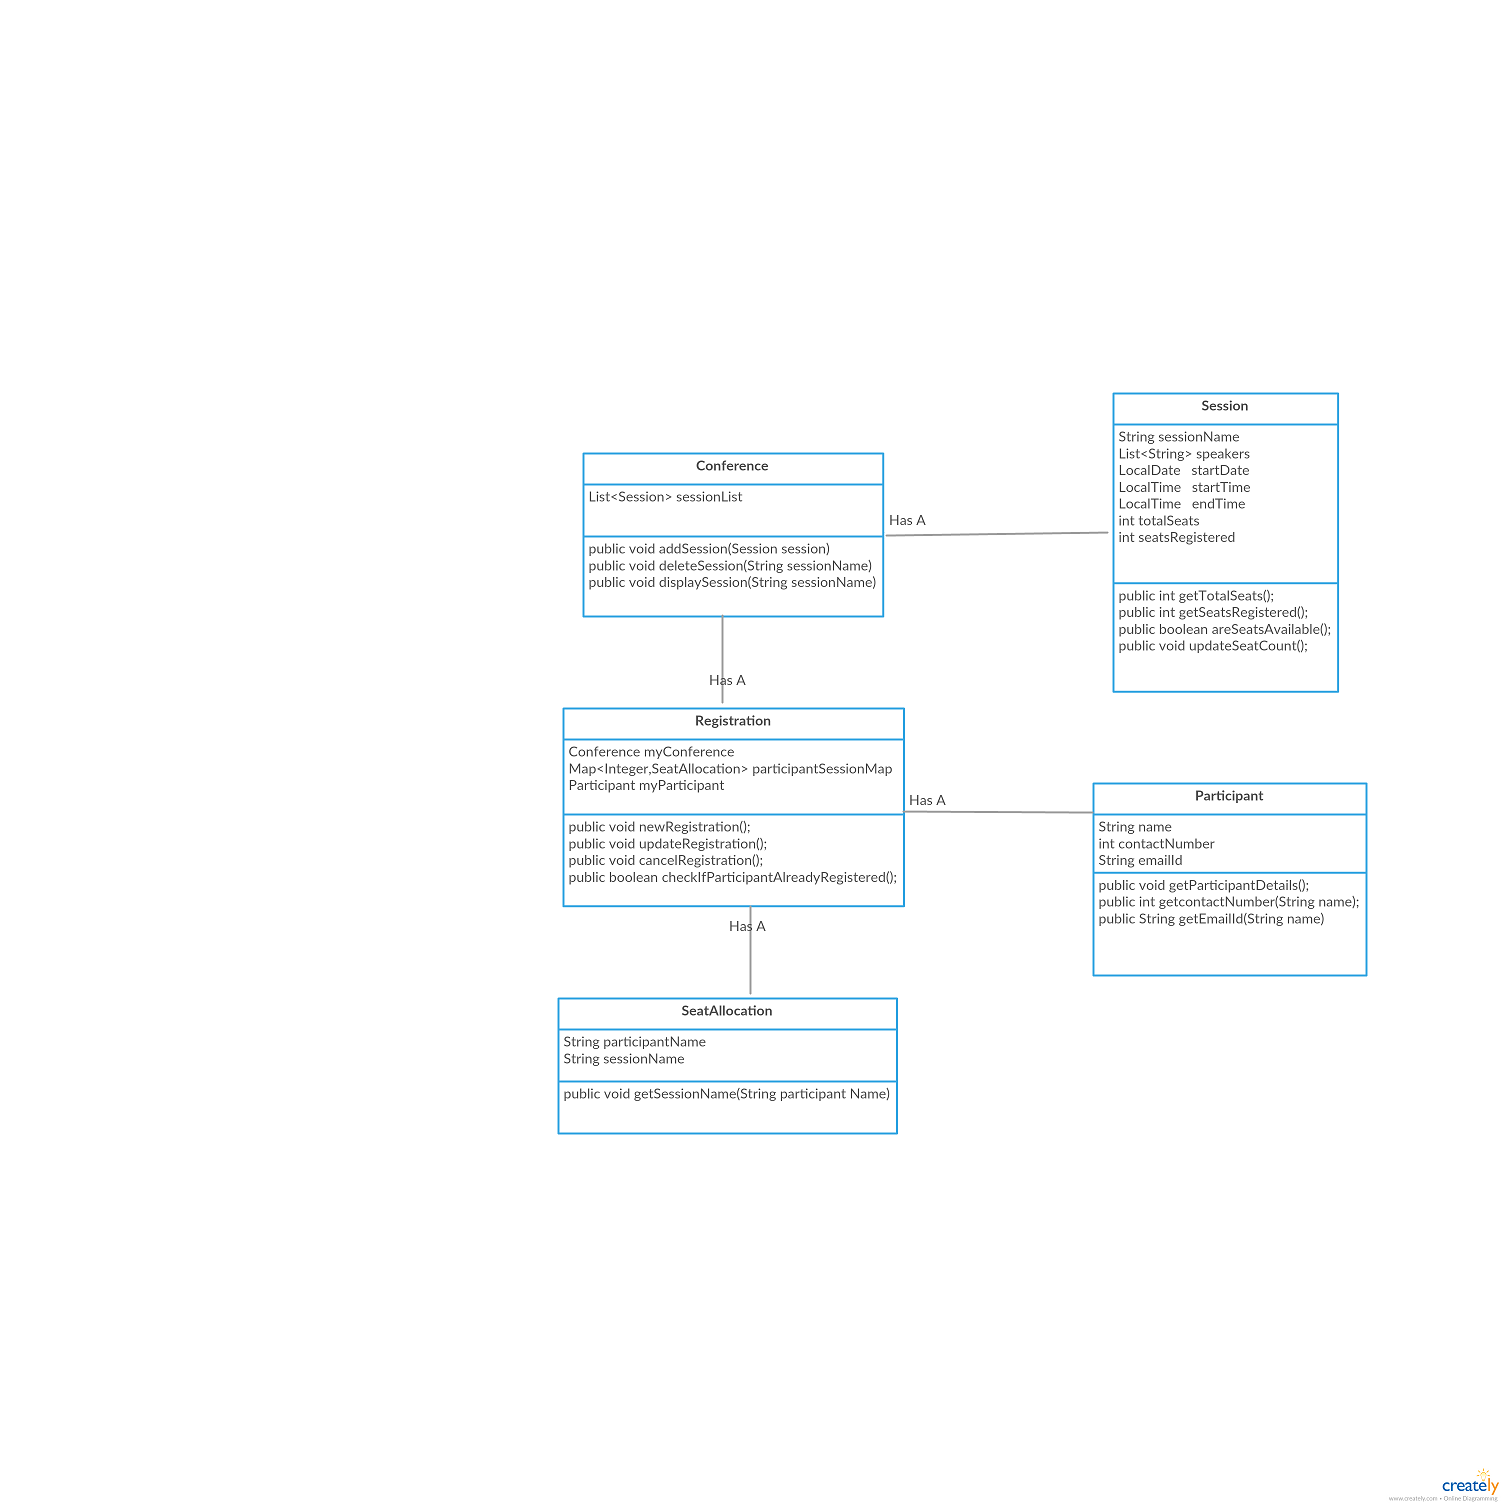 Session
String sessionName
List<String> speakers
LocalDate   startDate
LocalTime   startTime
LocalTime   endTime
int totalSeats
int seatsRegistered
public int getTotalSeats();
public int getSeatsRegistered();
public boolean areSeatsAvailable();
public void updateSeatCount();
Conference
List<Session> sessionList
public void addSession(Session session)
public void deleteSession(String sessionName)
public void displaySession(String sessionName)
Has A
Has A
Registration
Conference myConference
Map<Integer,SeatAllocation> participantSessionMap
Participant myParticipant
public void newRegistration();
public void updateRegistration();
public void cancelRegistration();
public boolean checkIfParticipantAlreadyRegistered();
Has A
Participant
String name
int contactNumber
String emailId
public void getParticipantDetails();
public int getcontactNumber(String name);
public String getEmailId(String name)
Has A
SeatAllocation
String participantName
String sessionName
public void getSessionName(String participant Name)
creately
www.creately.com • Online Diagramming